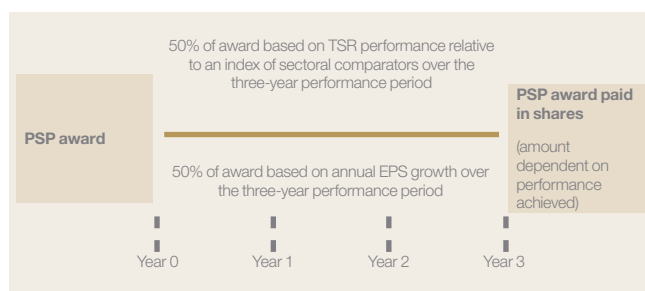 50% of award based on TSR performance relative
to an index of sectoral comparators over the
three-year performance period
PSP award
PSP award paid
in shares
(amount
dependent on
performance
achieved)
50% of award based on annual EPS growth over
the three-year performance period
Year 0
Year 1
Year 2
Year 3